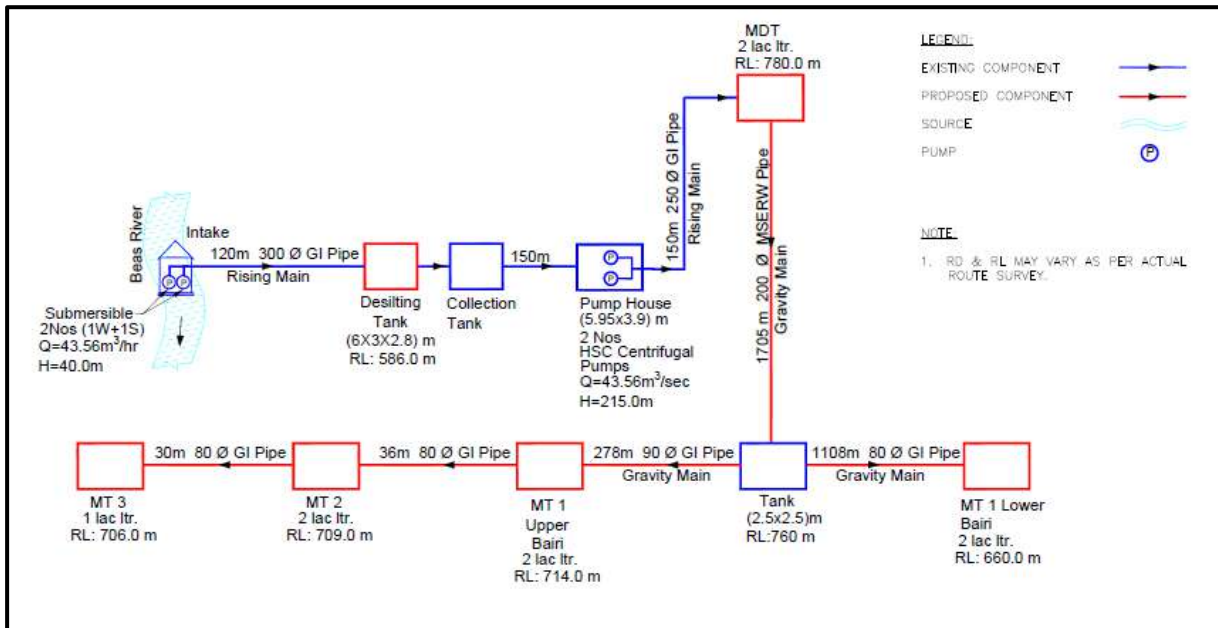 MDT
2 lac ltr.
RL: 780.0 m
LEGEND:
EXISTING COMPONENT
PROPOSED COMPONENT
SOURCE
PUMP
P
NOTE:
1. RD & RL MAY VARY AS PER ACTUAL
ROUTE SURVEY.
150m 250 Ø GI Pipe
Rising Main
1705 m 200 Ø MSERW Pipe
Gravity Main
Beas River
Intake
P P
120m 300 Ø GI Pipe
Rising Main
150m
P
P
Submersible
2Nos (1W+1S)
Q=43.56m³/hr
H=40.0m
Desilting
Tank
(6X3X2.8) m
RL: 586.0 m
Collection
Tank
Pump House
(5.95x3.9) m
2 Nos
HSC Centrifugal
Pumps
Q=43.56m³/sec
H=215.0m
30m 80 Ø GI Pipe
36m 80 Ø GI Pipe
278m 90 Ø GI Pipe
Gravity Main
1108m 80 Ø GI Pipe
Gravity Main
MT 3
1 lac ltr.
RL: 706.0 m
MT 2
2 lac ltr.
RL: 709.0 m
MT 1
Upper
Bairi
2 lac ltr.
RL: 714.0 m
Tank
(2.5x2.5)m
RL:760 m
MT 1 Lower
Bairi
2 lac ltr.
RL: 660.0 m